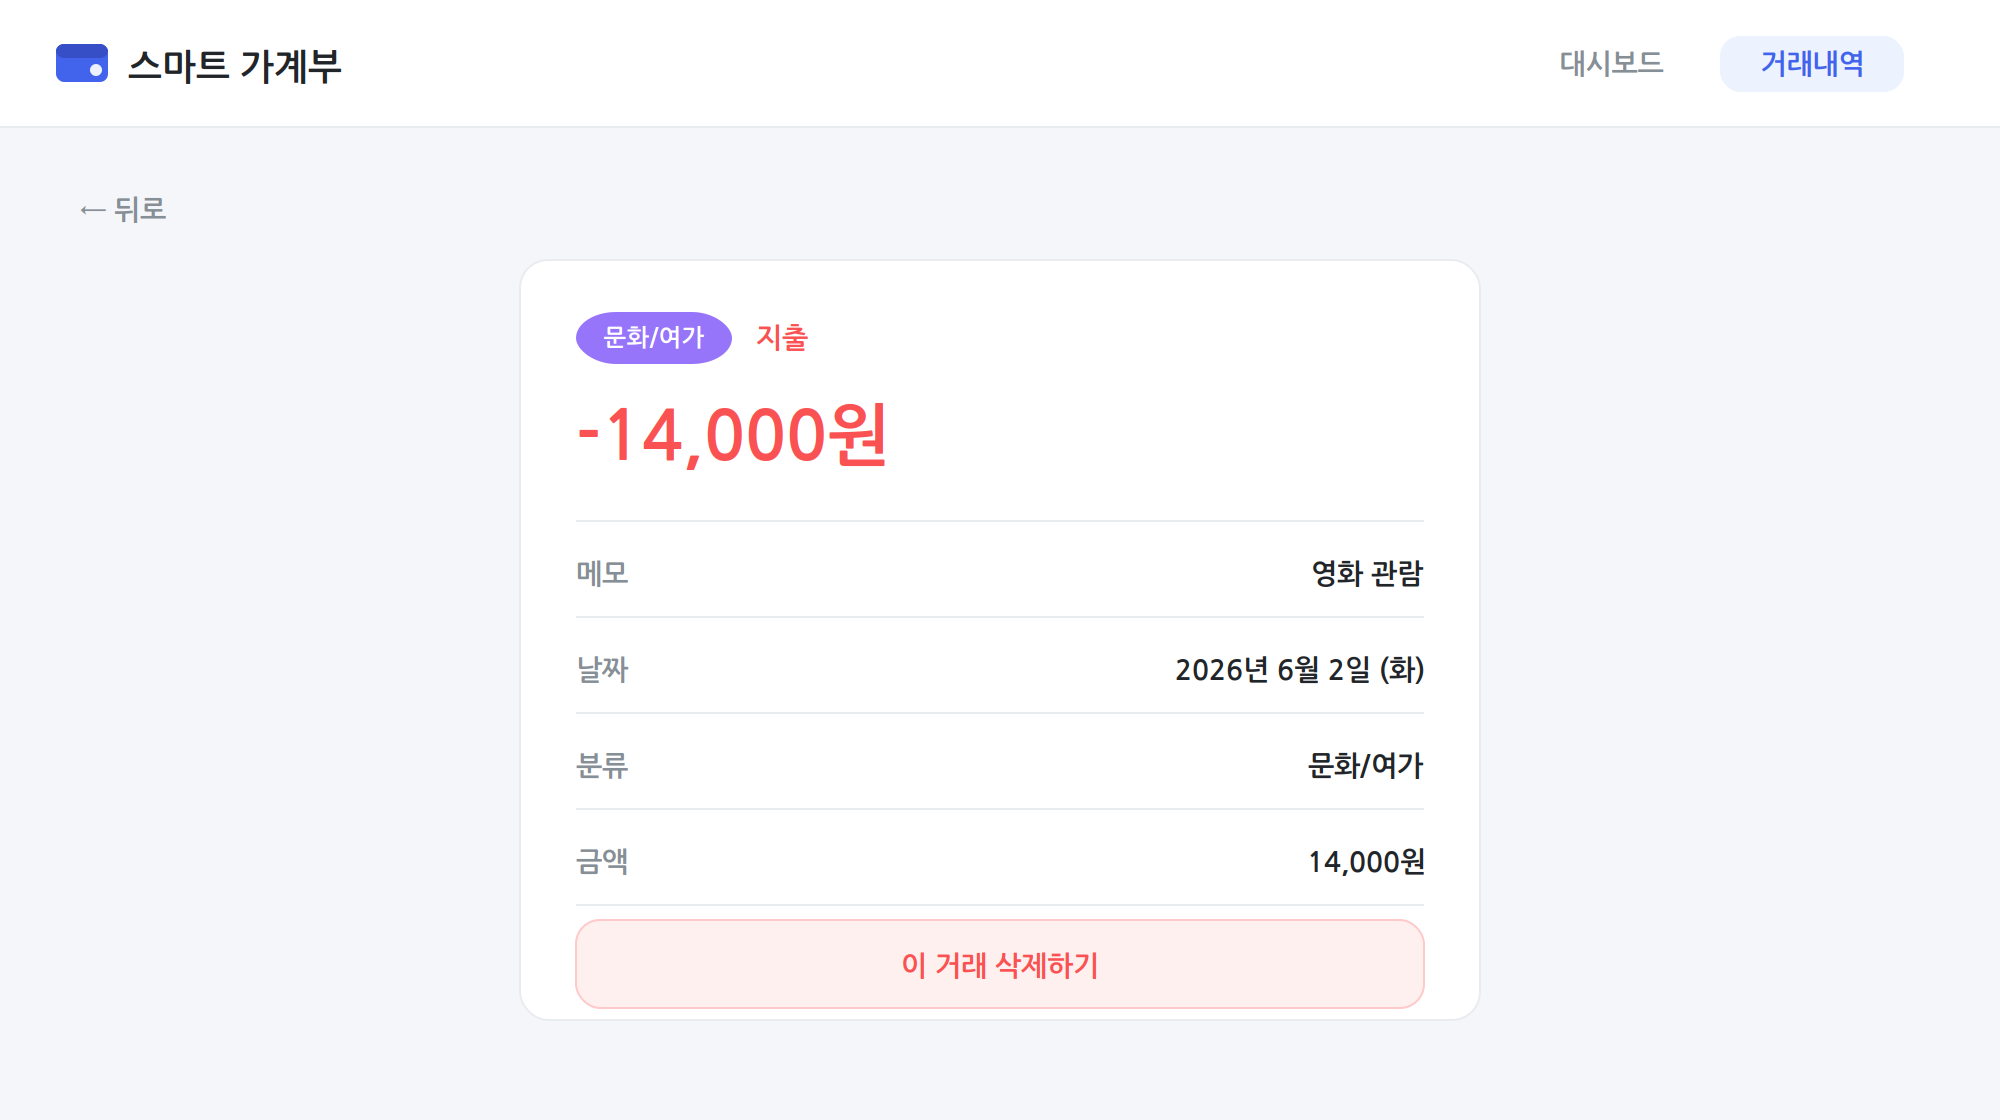 스마트 가계부
대시보드
거래내역
← 뒤로
문화/여가
지출
-14,000원
메모
영화 관람
날짜
2026년 6월 2일 (화)
분류
문화/여가
금액
14,000원
이 거래 삭제하기